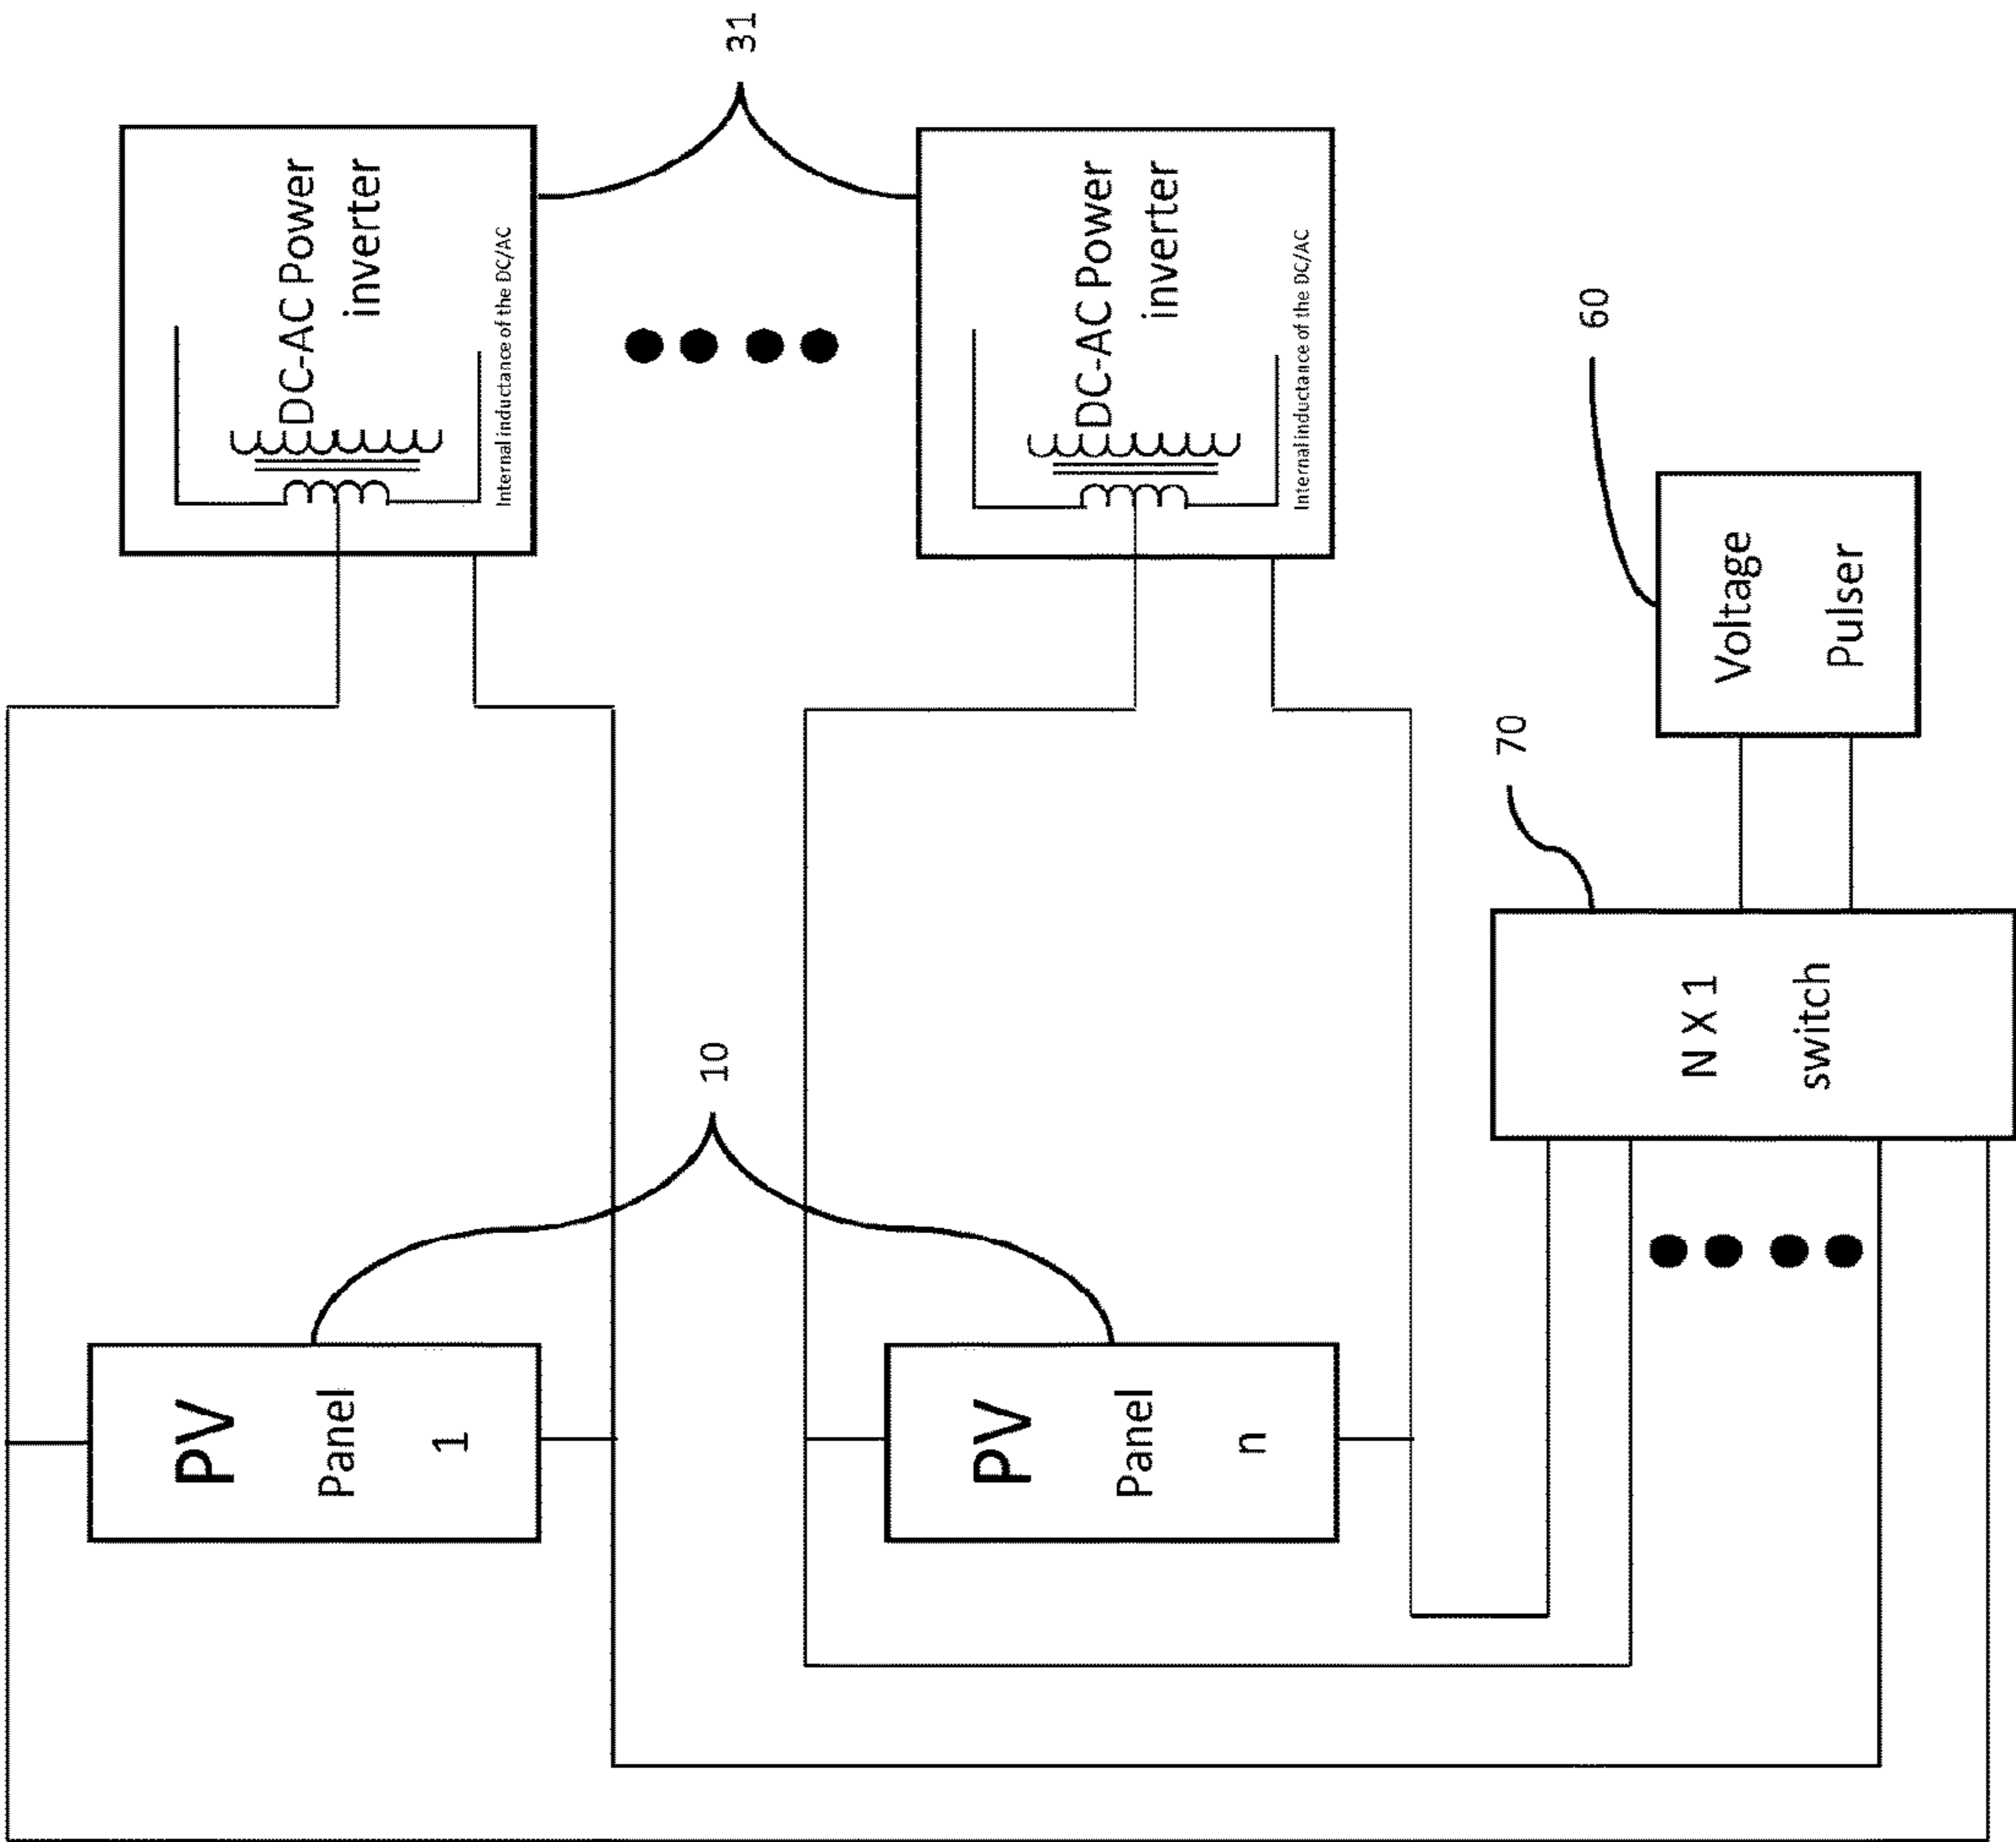 PV
Panel
1
10
DC-AC Power
inverter
Internal inductance of the DC/AC
31
PV
Panel
n
DC-AC Power
inverter
Internal inductance of the DC/AC
N X 1
switch
70
Voltage
Pulser
60